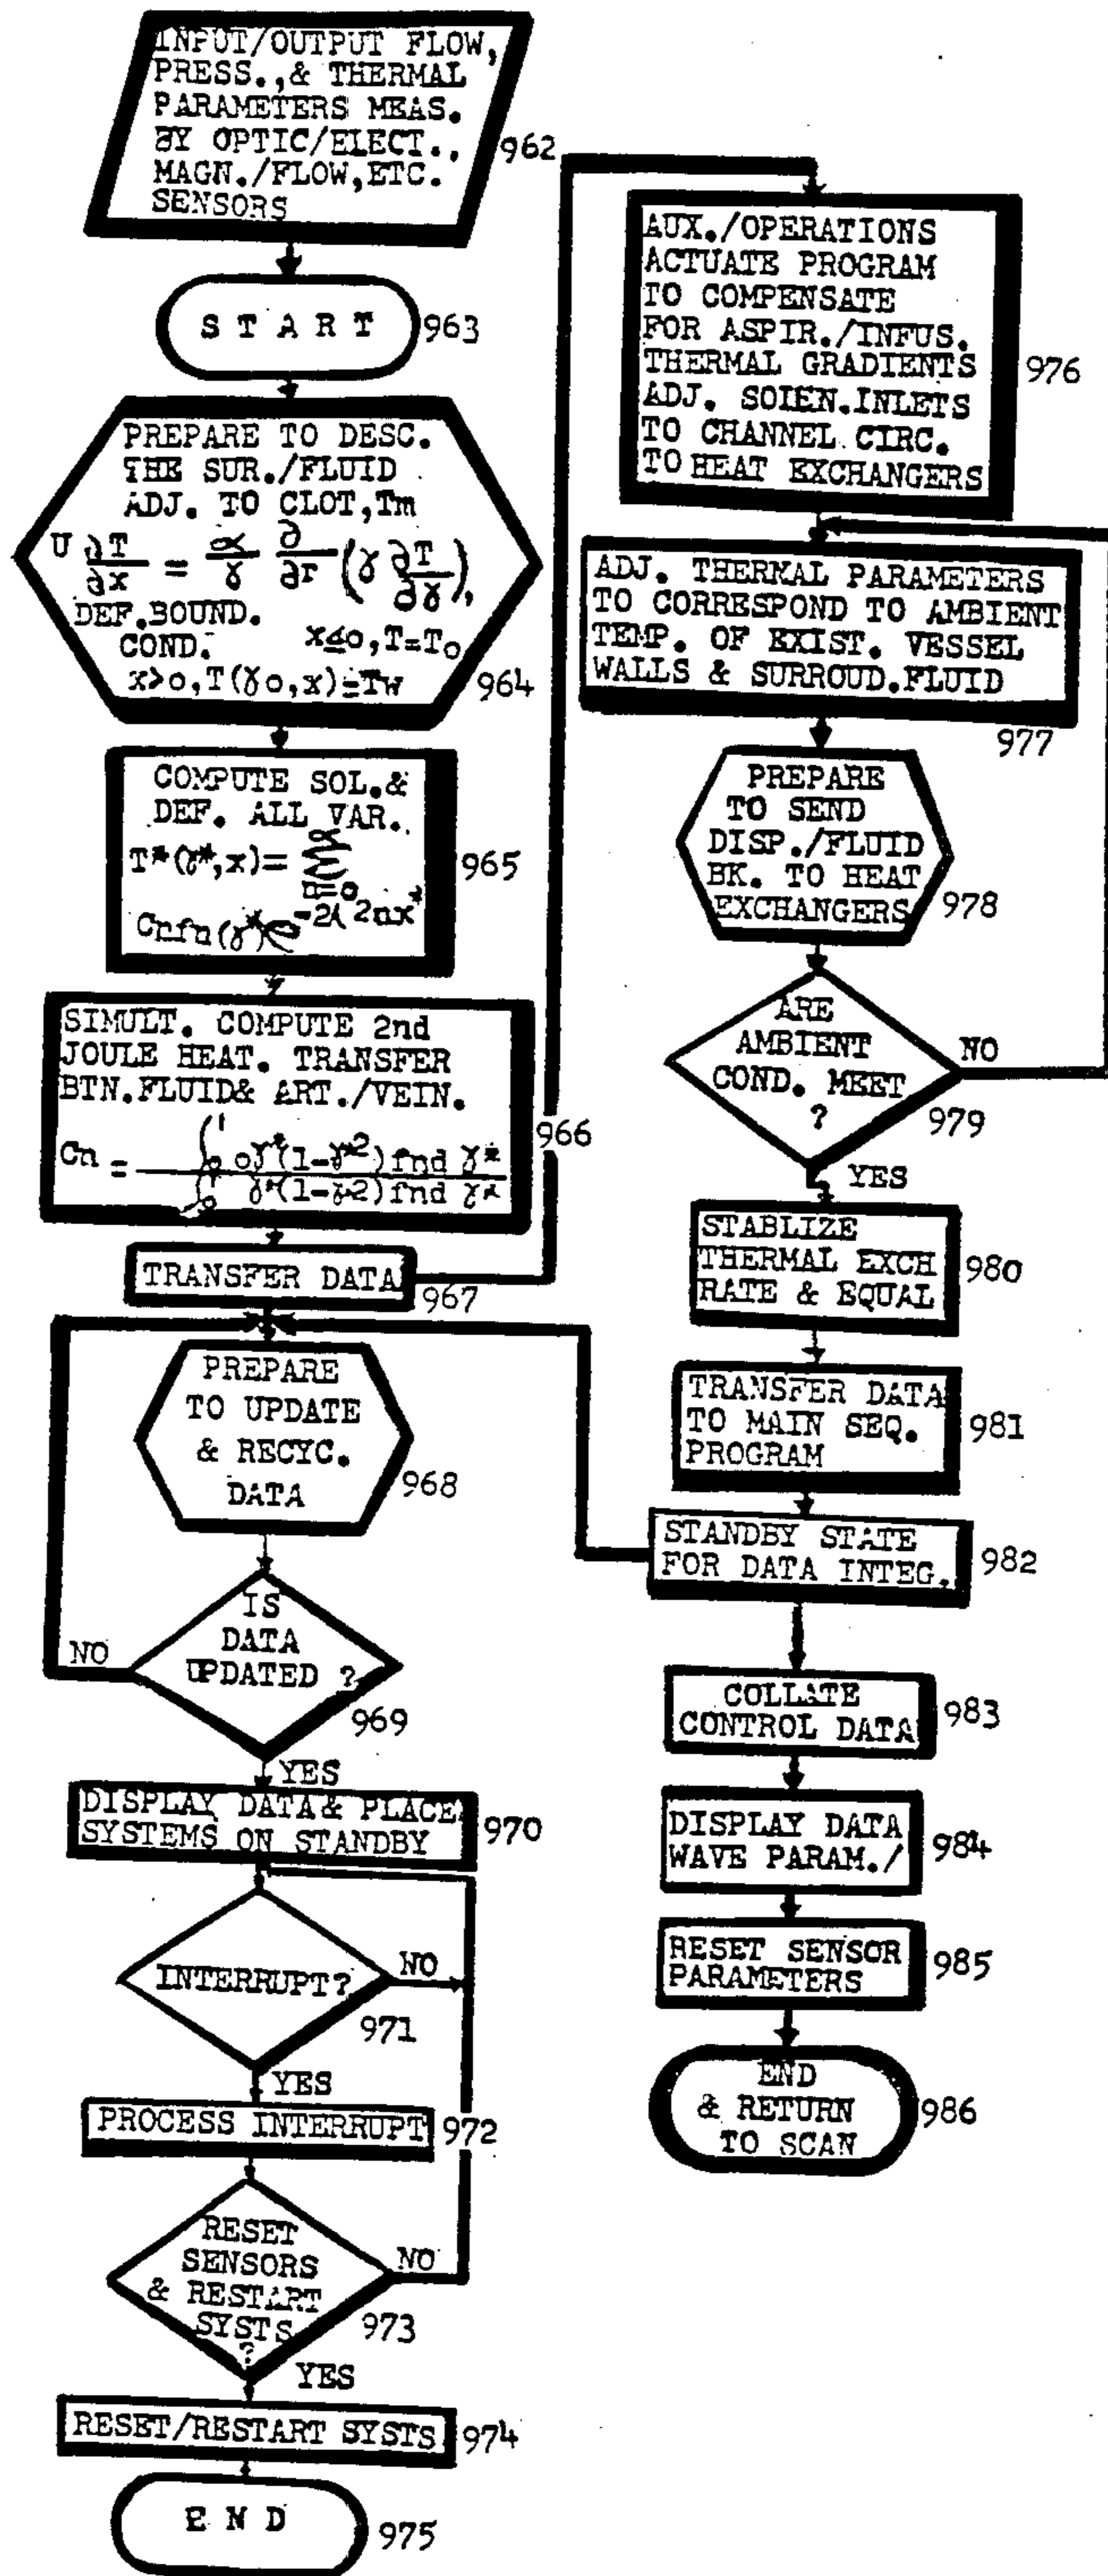 INPUT/OUTPUT FLOW,
PRESS.,& THERMAL
PARAMETERS MEAS.
BY OPTIC/ELECT.,
MAGN./FLOW,ETC.
SENSORS
962
S T A R T
963
PREPARE TO DESC.
THE SUR./FLUID
ADJ. TO CLOT,Tm
U ∂T/∂x = α/γ ∂/∂r (γ ∂T/∂γ),
DEF.BOUND.
COND. x≤o,T=To
x>o,T(γo,x)=Tw
964
COMPUTE SOL.&
DEF. ALL VAR.
T*(γ*,x)=
n=o
Cnfn(γ*)
965
SIMULT. COMPUTE 2nd
JOULE HEAT. TRANSFER
BTN.FLUID& ART./VEIN.
Cn =
966
TRANSFER DATA
967
PREPARE
TO UPDATE
& RECYC.
DATA
968
IS
DATA
UPDATED ?
969
NO
YES
DISPLAY DATA& PLACE
SYSTEMS ON STANDBY
970
INTERRUPT?
971
NO
YES
PROCESS INTERRUPT
972
RESET
SENSORS
& RESTART
SYSTS
?
973
NO
YES
RESET/RESTART SYSTS
974
E N D
975
AUX./OPERATIONS
ACTUATE PROGRAM
TO COMPENSATE
FOR ASPIR./INFUS.
THERMAL GRADIENTS
ADJ. SOIEN.INLETS
TO CHANNEL CIRC.
TO HEAT EXCHANGERS
976
ADJ. THERMAL PARAMETERS
TO CORRESPOND TO AMBIENT
TEMP. OF EXIST. VESSEL
WALLS & SURROUD.FLUID
977
PREPARE
TO SEND
DISP./FLUID
BK. TO HEAT
EXCHANGERS
978
ARE
AMBIENT
COND. MEET
?
979
NO
YES
STABLIZE
THERMAL EXCH
RATE & EQUAL
980
TRANSFER DATA
TO MAIN SEQ.
PROGRAM
981
STANDBY STATE
FOR DATA INTEG.
982
COLLATE
CONTROL DATA
983
DISPLAY DATA
WAVE PARAM./
984
RESET SENSOR
PARAMETERS
985
END
& RETURN
TO SCAN
986